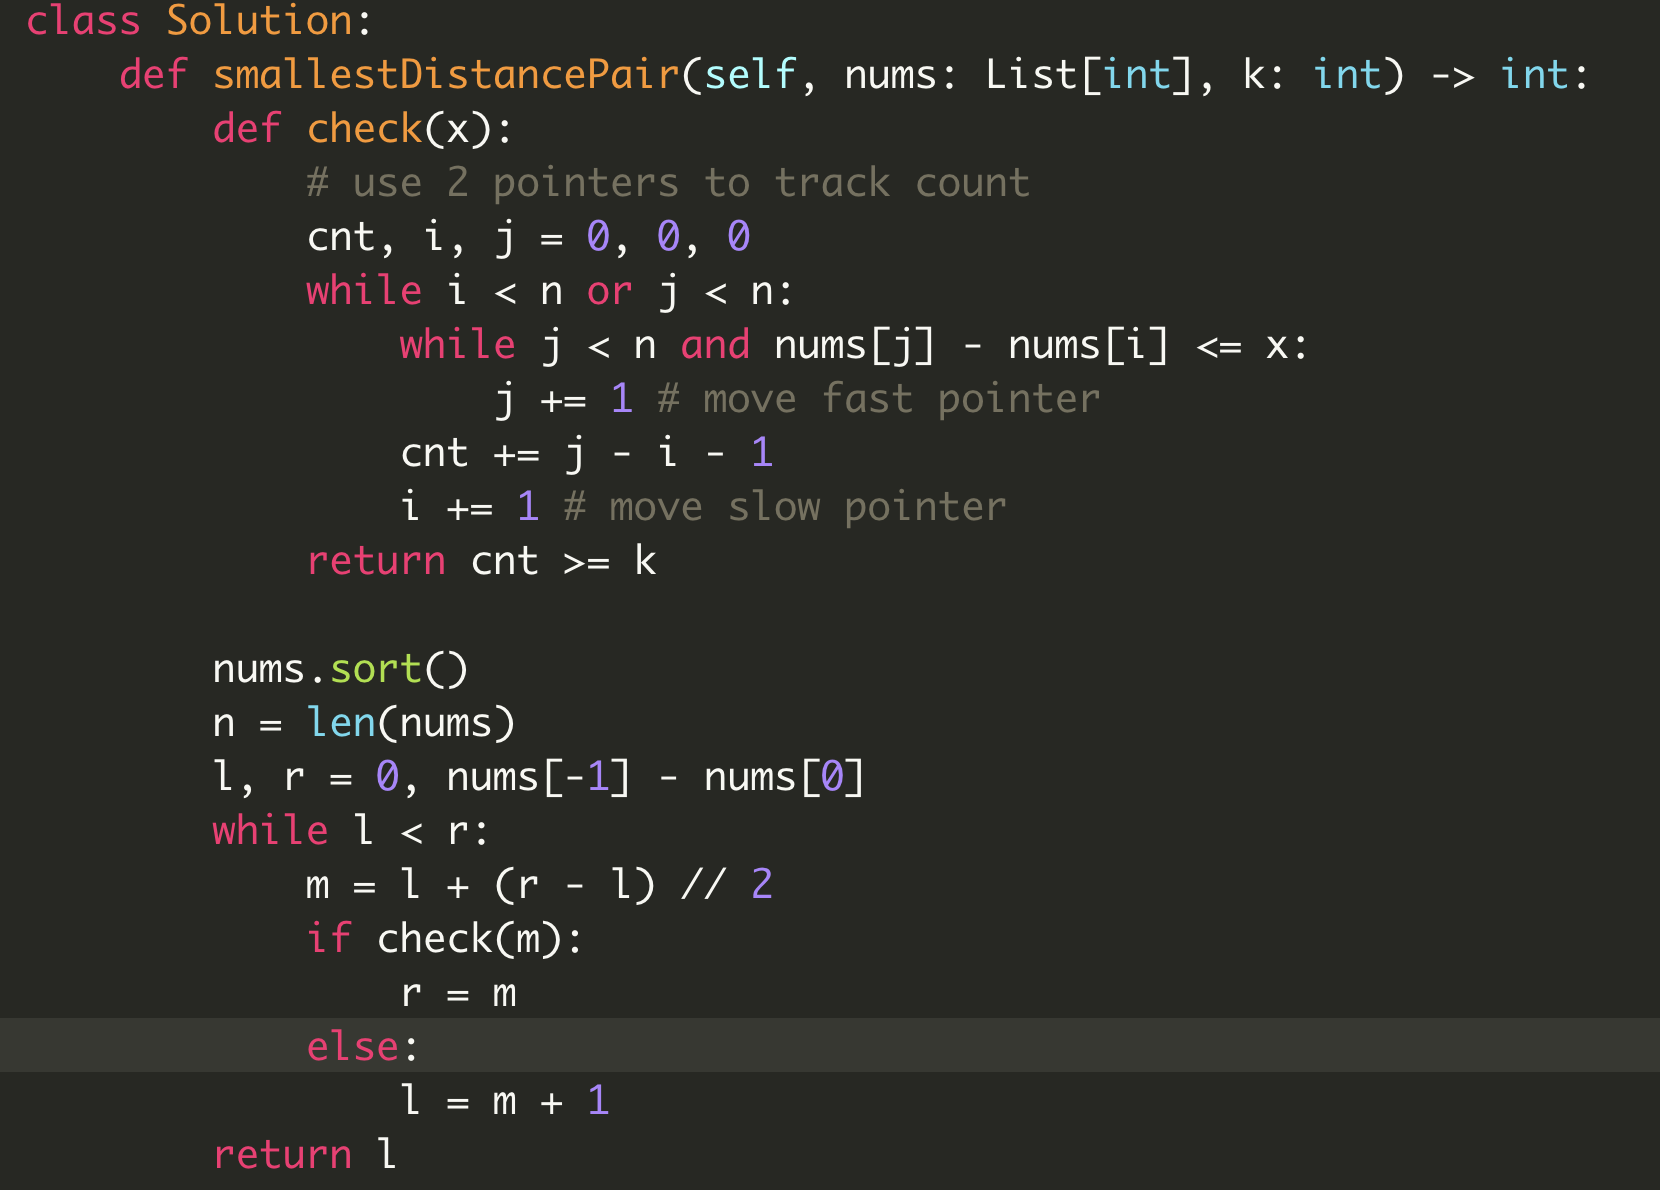 class Solution:
    def smallestDistancePair(self, nums: List[int], k: int) -> int:
        def check(x):
            # use 2 pointers to track count
            cnt, i, j = 0, 0, 0
            while i < n or j < n:
                while j < n and nums[j] - nums[i] <= x:
                    j += 1 # move fast pointer
                cnt += j - i - 1
                i += 1 # move slow pointer
            return cnt >= k

        nums.sort()
        n = len(nums)
        l, r = 0, nums[-1] - nums[0]
        while l < r:
            m = l + (r - l) // 2
            if check(m):
                r = m
            else:
                l = m + 1
        return l